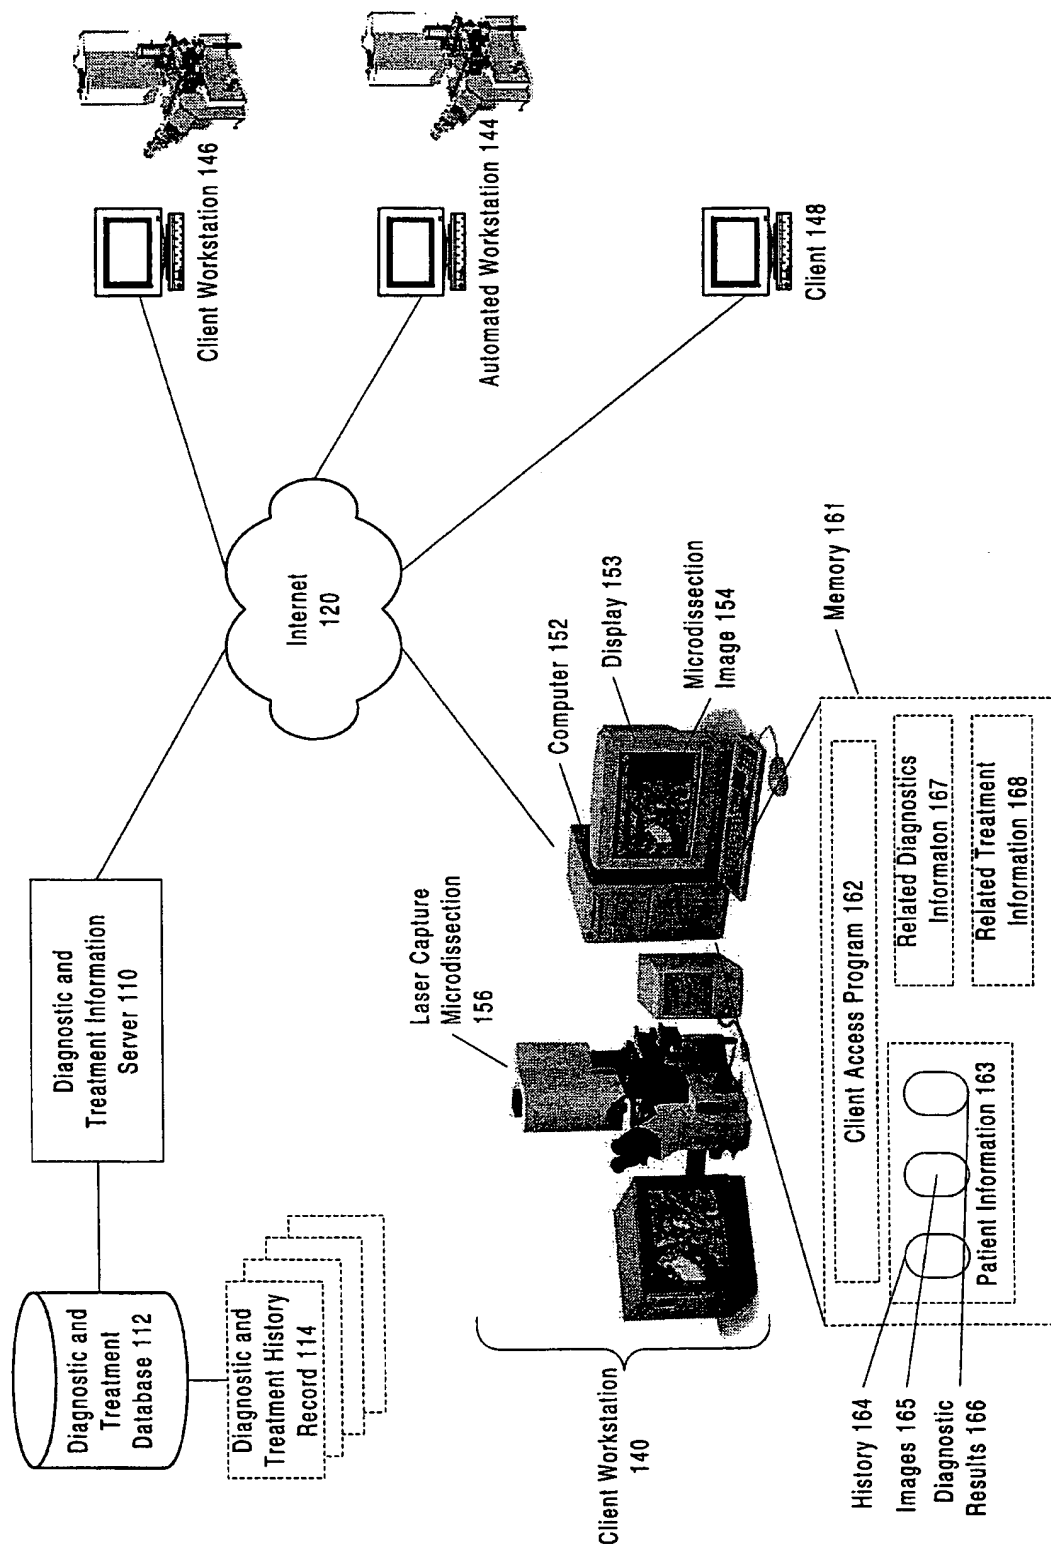 Diagnostic and
Treatment
Database 112
Diagnostic and
Treatment History
Record 114
Diagnostic and
Treatment Information
Server 110
Internet
120
Client Workstation 146
Automated Workstation 144
Client 148
Client Workstation
140
Laser Capture
Microdissection
156
Computer 152
Display 153
Microdissection
Image 154
Memory 161
Client Access Program 162
Patient Information 163
Related Diagnostics
Informaton 167
Related Treatment
Information 168
History 164
Images 165
Diagnostic
Results 166